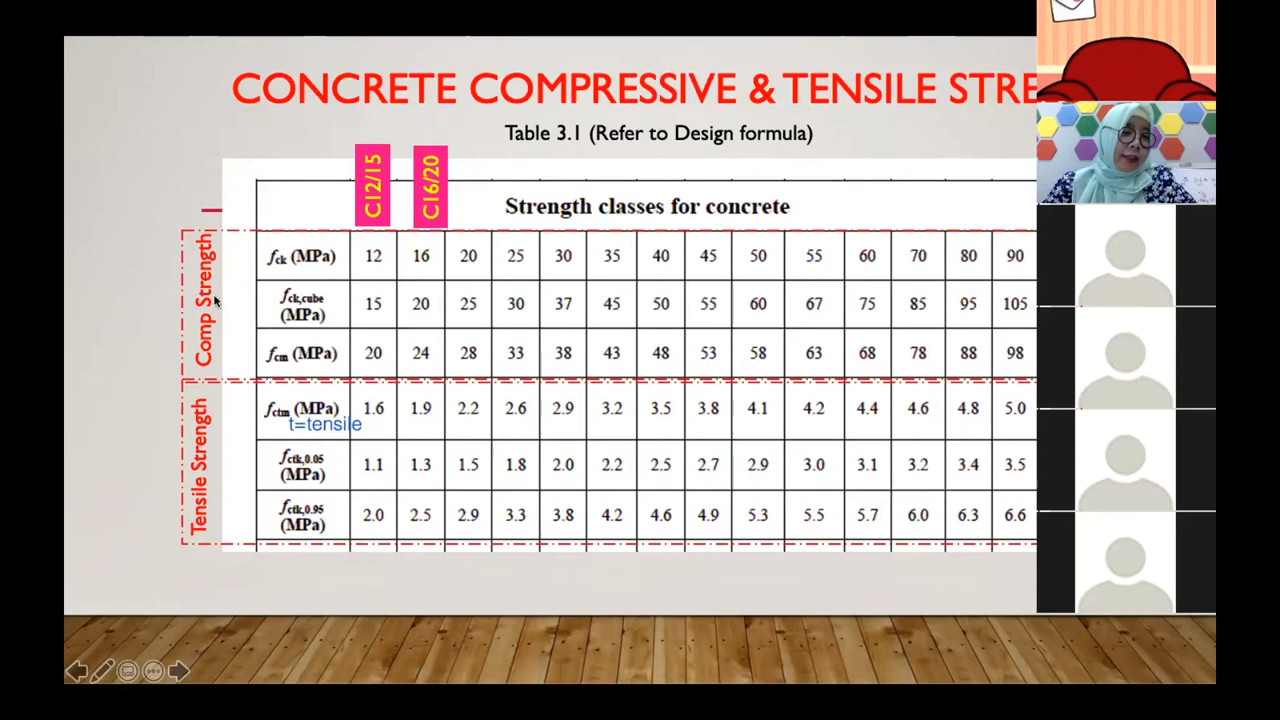 CONCRETE COMPRESSIVE & TENSILE STRE
Table 3.1 (Refer to Design formula)
C12/15
C16/20
Strength classes for concrete
Comp Strength
fck (MPa) 12 16 20 25 30 35 40 45 50 55 60 70 80 90
fck,cube (MPa) 15 20 25 30 37 45 50 55 60 67 75 85 95 105
fcm (MPa) 20 24 28 33 38 43 48 53 58 63 68 78 88 98
Tensile Strength
fctm (MPa) 1.6 1.9 2.2 2.6 2.9 3.2 3.5 3.8 4.1 4.2 4.4 4.6 4.8 5.0
t=tensile
fctk,0.05 (MPa) 1.1 1.3 1.5 1.8 2.0 2.2 2.5 2.7 2.9 3.0 3.1 3.2 3.4 3.5
fctk,0.95 (MPa) 2.0 2.5 2.9 3.3 3.8 4.2 4.6 4.9 5.3 5.5 5.7 6.0 6.3 6.6